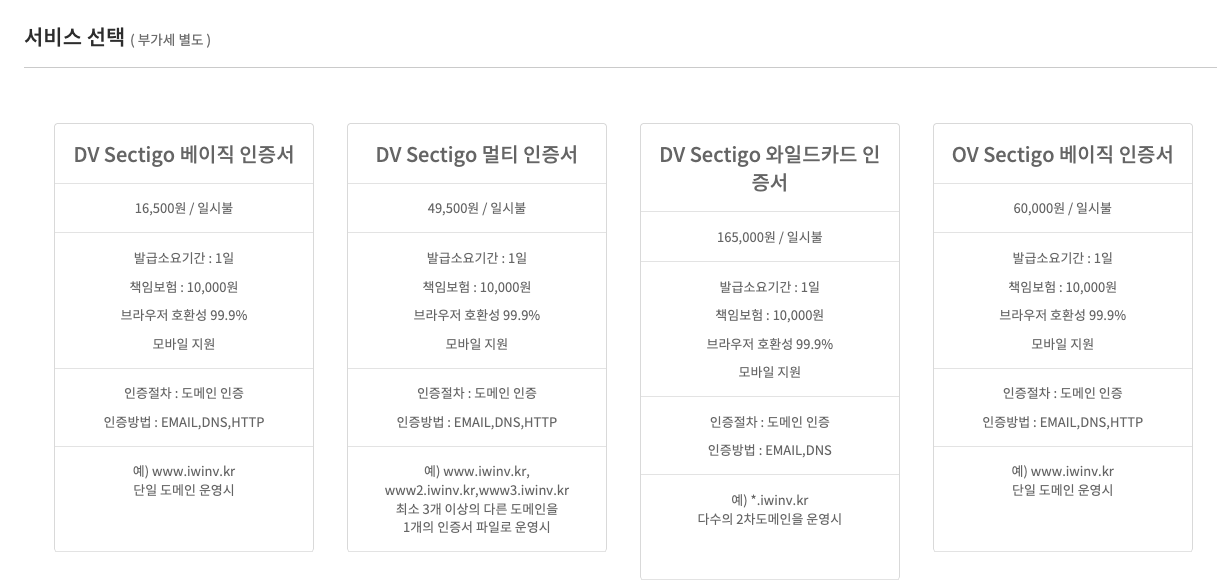 서비스 선택 ( 부가세 별도 )
DV Sectigo 베이직 인증서
16,500원 / 일시불
발급소요기간 : 1일
책임보험 : 10,000원
브라우저 호환성 99.9%
모바일 지원
인증절차 : 도메인 인증
인증방법 : EMAIL,DNS,HTTP
예) www.iwinv.kr
단일 도메인 운영시
DV Sectigo 멀티 인증서
49,500원 / 일시불
발급소요기간 : 1일
책임보험 : 10,000원
브라우저 호환성 99.9%
모바일 지원
인증절차 : 도메인 인증
인증방법 : EMAIL,DNS,HTTP
예) www.iwinv.kr,
www2.iwinv.kr,www3.iwinv.kr
최소 3개 이상의 다른 도메인을
1개의 인증서 파일로 운영시
DV Sectigo 와일드카드 인
증서
165,000원 / 일시불
발급소요기간 : 1일
책임보험 : 10,000원
브라우저 호환성 99.9%
모바일 지원
인증절차 : 도메인 인증
인증방법 : EMAIL,DNS
예) *.iwinv.kr
다수의 2차도메인을 운영시
OV Sectigo 베이직 인증서
60,000원 / 일시불
발급소요기간 : 1일
책임보험 : 10,000원
브라우저 호환성 99.9%
모바일 지원
인증절차 : 도메인 인증
인증방법 : EMAIL,DNS,HTTP
예) www.iwinv.kr
단일 도메인 운영시